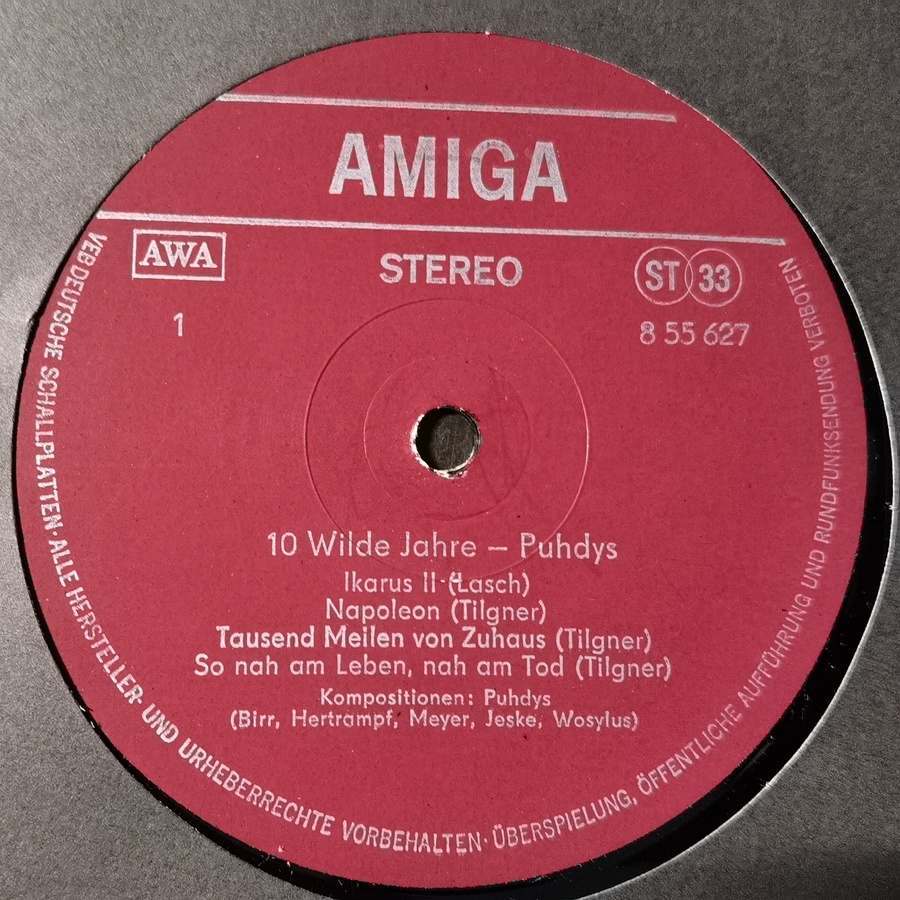 AMIGA
AWA
STEREO
ST 33
1
8 55 627
10 Wilde Jahre – Puhdys
Ikarus II (Lasch)
Napoleon (Tilgner)
Tausend Meilen von Zuhaus (Tilgner)
So nah am Leben, nah am Tod (Tilgner)
Kompositionen: Puhdys
(Birr, Hertrampf, Meyer, Jeske, Wosylus)
VEB DEUTSCHE SCHALLPLATTEN · ALLE HERSTELLER- UND URHEBERRECHTE VORBEHALTEN · ÜBERSPIELUNG, ÖFFENTLICHE AUFFÜHRUNG UND RUNDFUNKSENDUNG VERBOTEN